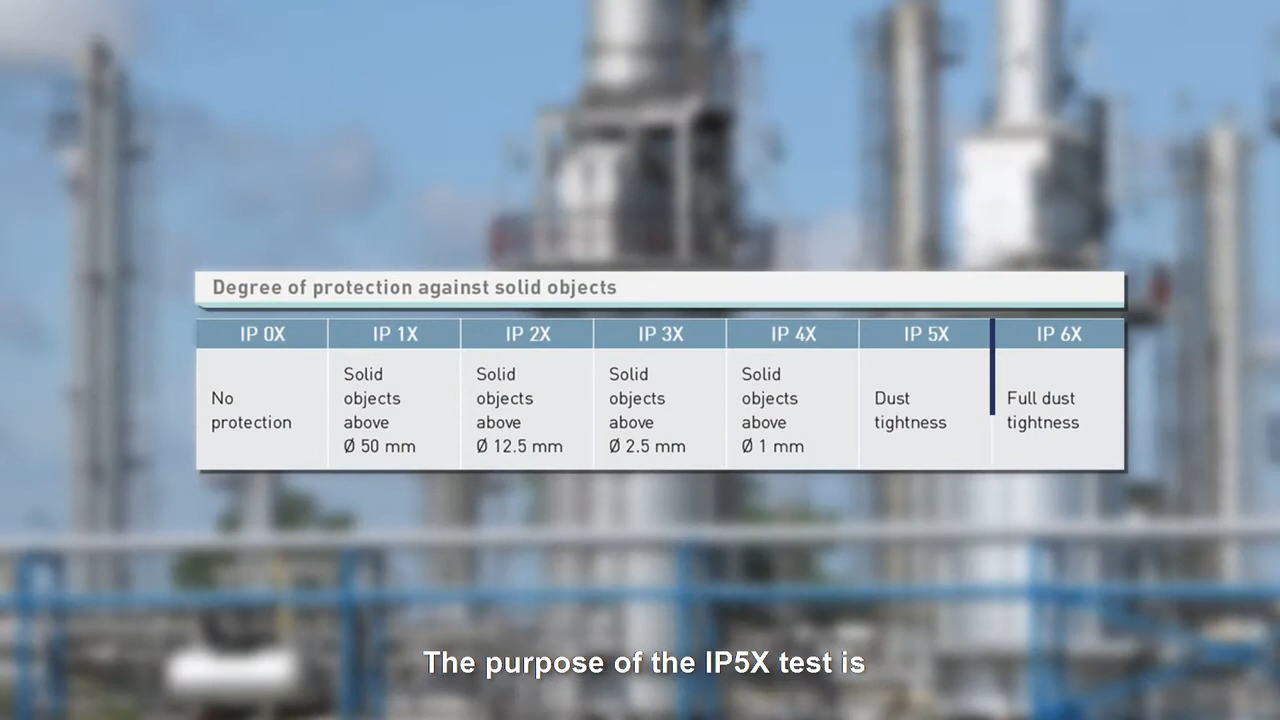 Degree of protection against solid objects
IP 0X
IP 1X
IP 2X
IP 3X
IP 4X
IP 5X
IP 6X
No
protection
Solid
objects
above
Ø 50 mm
Solid
objects
above
Ø 12.5 mm
Solid
objects
above
Ø 2.5 mm
Solid
objects
above
Ø 1 mm
Dust
tightness
Full dust
tightness
The purpose of the IP5X test is